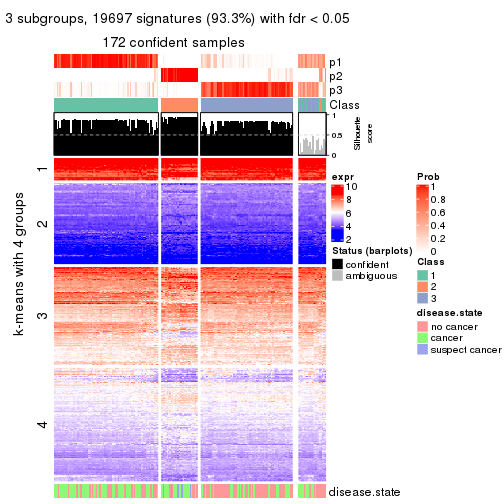 3 subgroups, 19697 signatures (93.3%) with fdr < 0.05
172 confident samples
p1
p2
p3
Class
1
0.5
0
Silhouette
score
k-means with 4 groups
1
2
3
4
expr
10
8
6
4
2
Status (barplots)
confident
ambiguous
Prob
1
0.8
0.6
0.4
0.2
0
Class
1
2
3
disease.state
no cancer
cancer
suspect cancer
disease.state